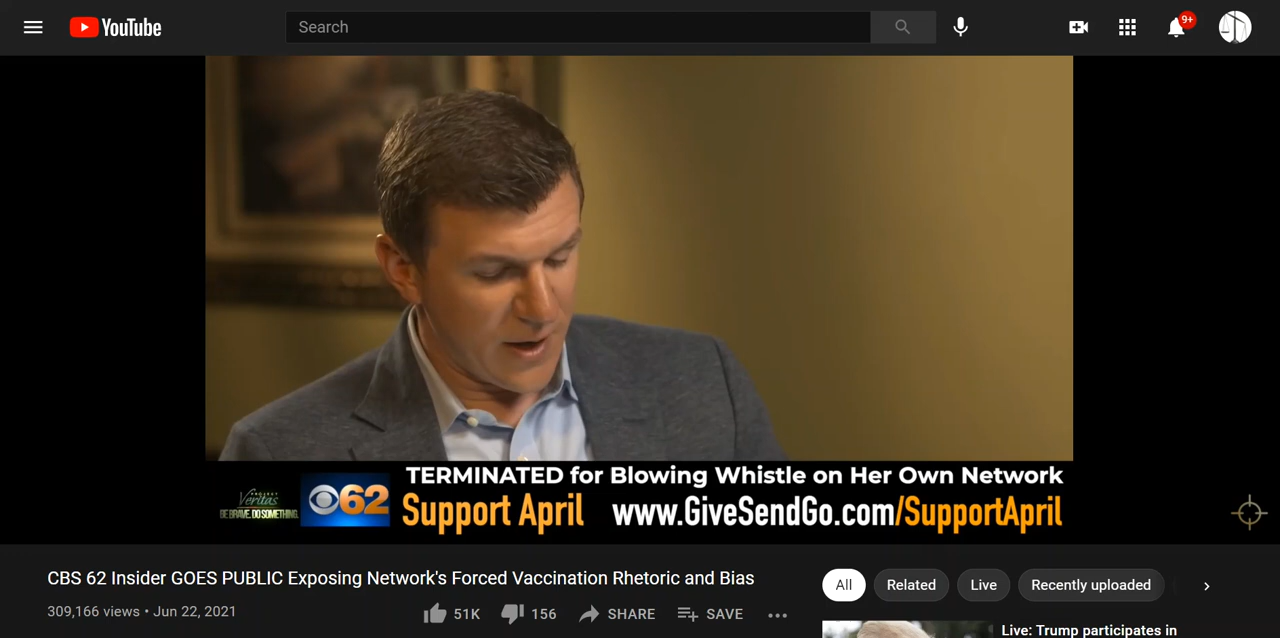 YouTube
Search
9+
TERMINATED for Blowing Whistle on Her Own Network
PROJECT
Veritas
BE BRAVE. DO SOMETHING.
62
Support April www.GiveSendGo.com/SupportApril
CBS 62 Insider GOES PUBLIC Exposing Network's Forced Vaccination Rhetoric and Bias
309,166 views • Jun 22, 2021
51K
156
SHARE
SAVE
All
Related
Live
Recently uploaded
Live: Trump participates in